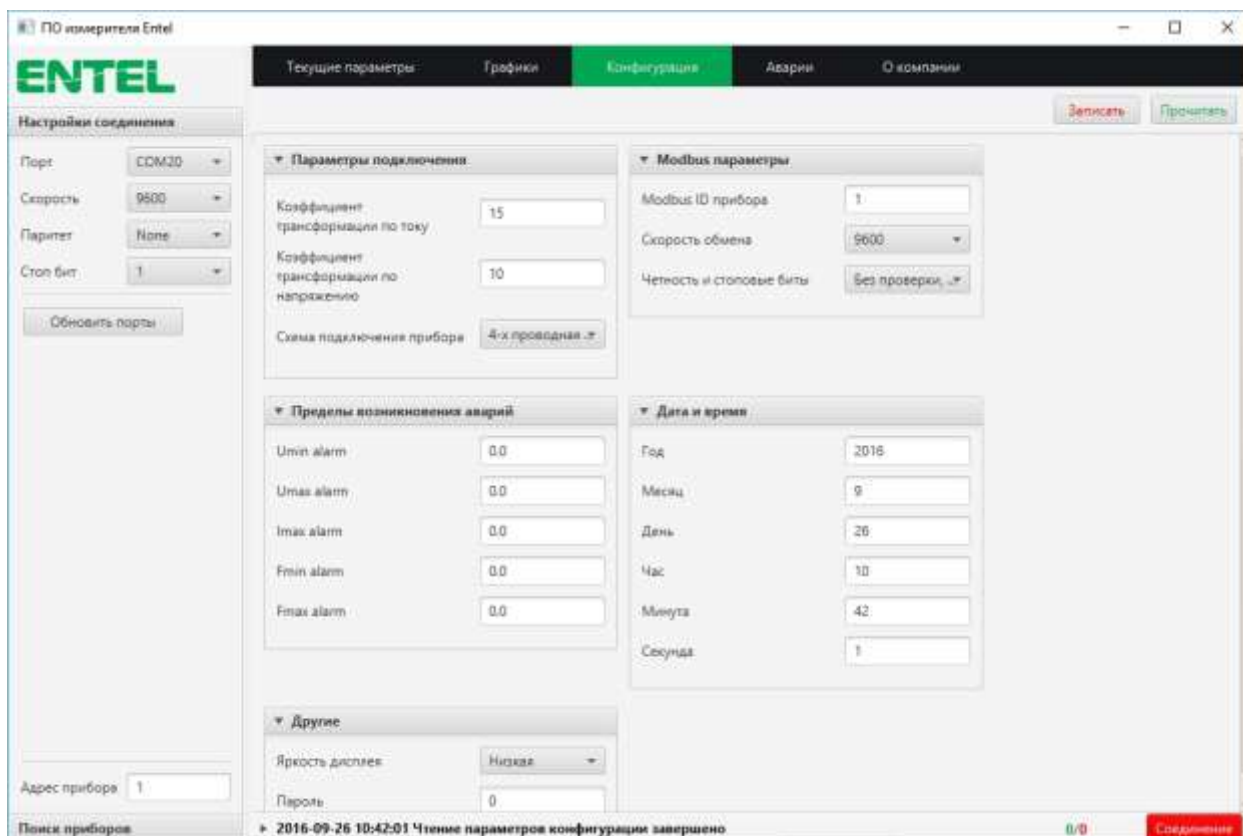 ПО измерителя Entel
ENTEL
Текущие параметры
Графики
Конфигурация
Аварии
О компании
Записать
Прочитать
Настройки соединения
Порт
COM20
Скорость
9600
Паритет
None
Стоп бит
1
Обновить порты
Параметры подключения
Коэффициент
трансформации по току
15
Коэффициент
трансформации по
напряжению
10
Схема подключения прибора
4-х проводная ..
Modbus параметры
Modbus ID прибора
1
Скорость обмена
9600
Четность и стоповые биты
Без проверки, ..
Пределы возникновения аварий
Umin alarm
0.0
Umax alarm
0.0
Imax alarm
0.0
Fmin alarm
0.0
Fmax alarm
0.0
Дата и время
Год
2016
Месяц
9
День
26
Час
10
Минута
42
Секунда
1
Другие
Яркость дисплея
Низкая
Пароль
0
Адрес прибора
1
Поиск приборов
2016-09-26 10:42:01 Чтение параметров конфигурации завершено
0/0
Соединение